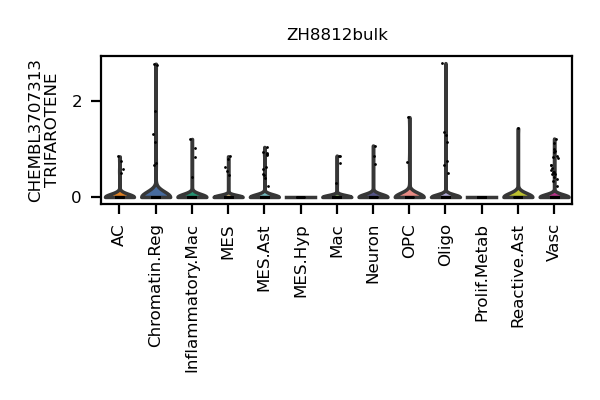 ZH8812bulk
CHEMBL3707313
TRIFAROTENE
2
0
AC
Chromatin.Reg
Inflammatory.Mac
MES
MES.Ast
MES.Hyp
Mac
Neuron
OPC
Oligo
Prolif.Metab
Reactive.Ast
Vasc